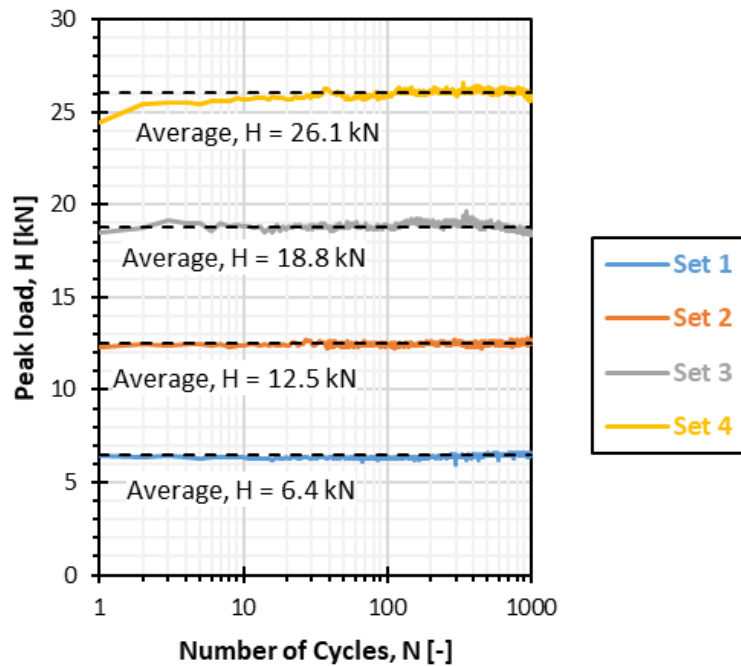 30
25
20
15
10
5
0
Peak load, H [kN]
Average, H = 26.1 kN
Average, H = 18.8 kN
Average, H = 12.5 kN
Average, H = 6.4 kN
1
10
100
1000
Number of Cycles, N [-]
Set 1
Set 2
Set 3
Set 4